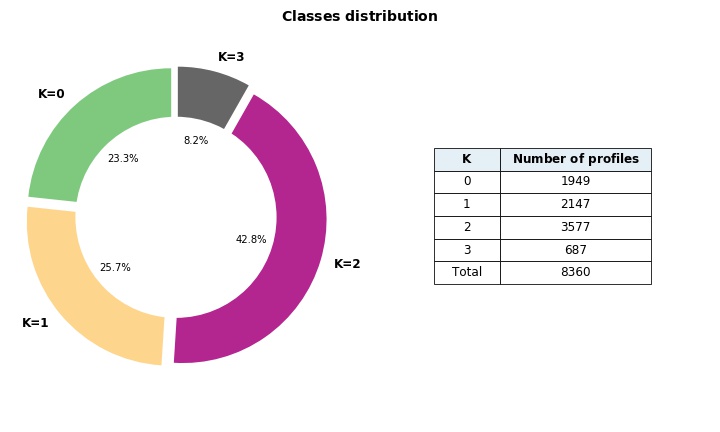 Classes distribution
K=3
K=0
8.2%
23.3%
42.8%
25.7%
K=2
K=1
K Number of profiles
0 1949
1 2147
2 3577
3 687
Total 8360